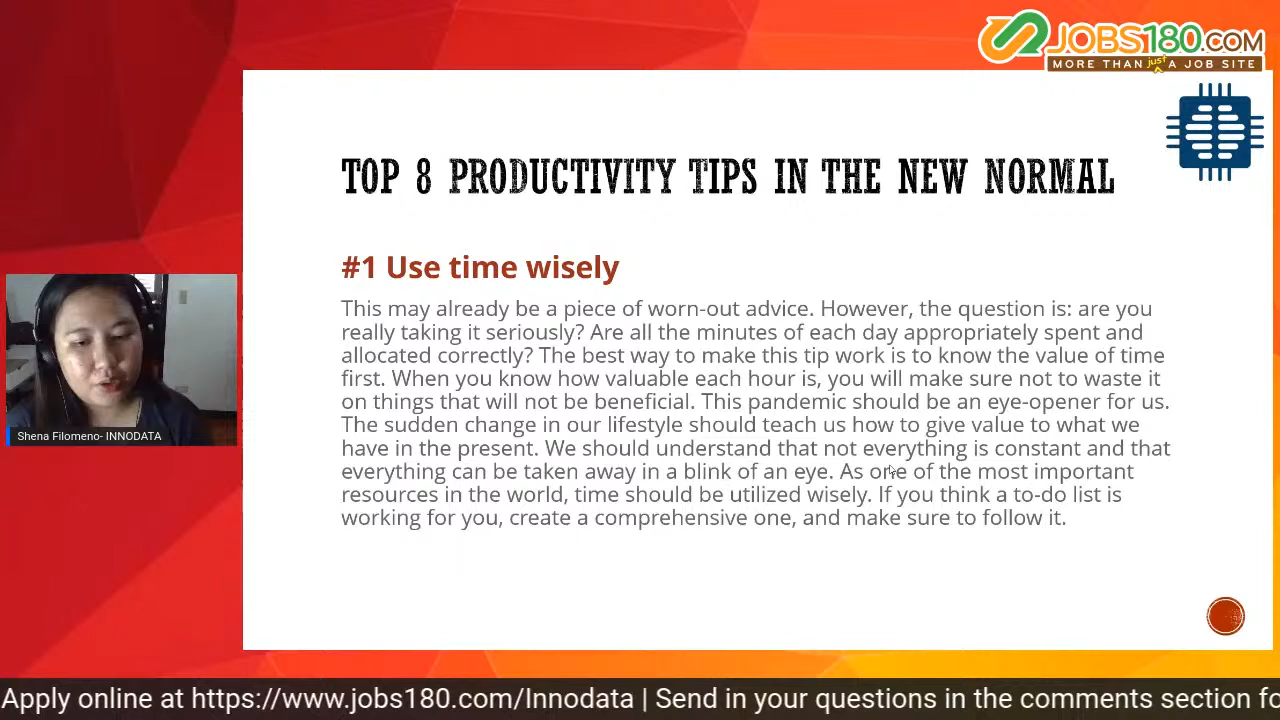 JOBS180.COM
MORE THAN just A JOB SITE
TOP 8 PRODUCTIVITY TIPS IN THE NEW NORMAL
#1 Use time wisely
This may already be a piece of worn-out advice. However, the question is: are you
really taking it seriously? Are all the minutes of each day appropriately spent and
allocated correctly? The best way to make this tip work is to know the value of time
first. When you know how valuable each hour is, you will make sure not to waste it
on things that will not be beneficial. This pandemic should be an eye-opener for us.
The sudden change in our lifestyle should teach us how to give value to what we
have in the present. We should understand that not everything is constant and that
everything can be taken away in a blink of an eye. As one of the most important
resources in the world, time should be utilized wisely. If you think a to-do list is
working for you, create a comprehensive one, and make sure to follow it.
Shena Filomeno- INNODATA
Apply online at https://www.jobs180.com/Innodata | Send in your questions in the comments section fo